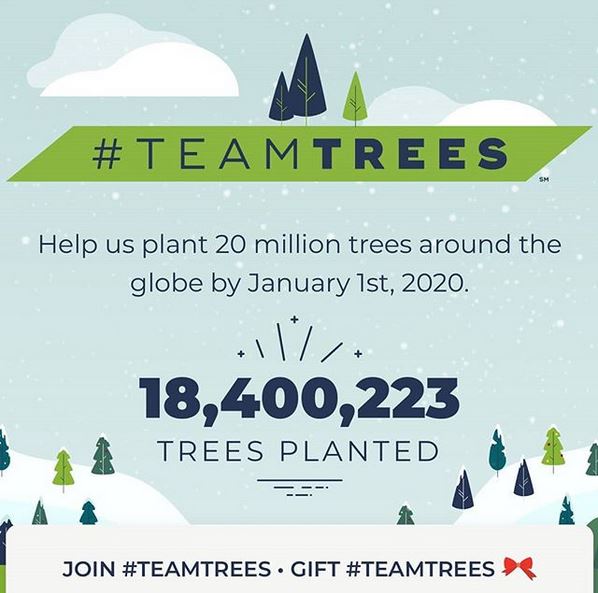 #TEAMTREES
SM
Help us plant 20 million trees around the
globe by January 1st, 2020.
18,400,223
TREES PLANTED
JOIN #TEAMTREES • GIFT #TEAMTREES